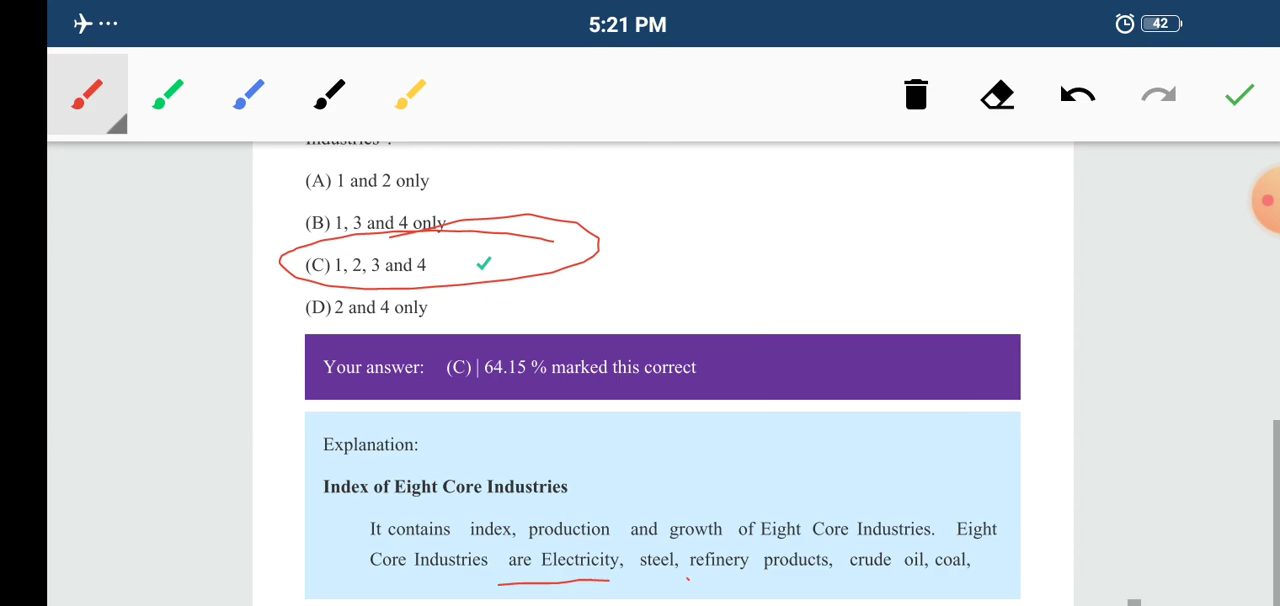 5:21 PM
42
Industries ?
(A) 1 and 2 only
(B) 1, 3 and 4 only
(C) 1, 2, 3 and 4
(D) 2 and 4 only
Your answer: (C) | 64.15 % marked this correct
Explanation:
Index of Eight Core Industries
It contains index, production and growth of Eight Core Industries. Eight
Core Industries are Electricity, steel, refinery products, crude oil, coal,